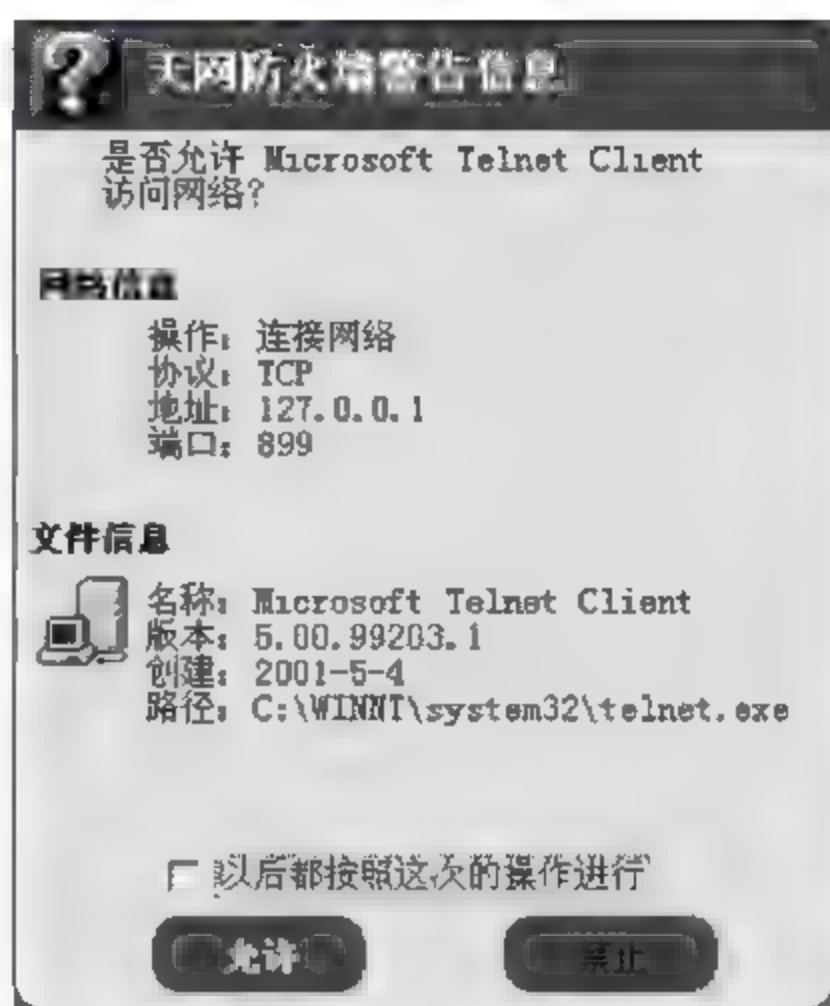 天网防火墙警告信息
是否允许 Microsoft Telnet Client
访问网络?
网络信息
操作: 连接网络
协议: TCP
地址: 127.0.0.1
端口: 899
文件信息
名称: Microsoft Telnet Client
版本: 5.00.99203.1
创建: 2001-5-4
路径: C:\WINNT\system32\telnet.exe
以后都按照这次的操作进行
允许
禁止